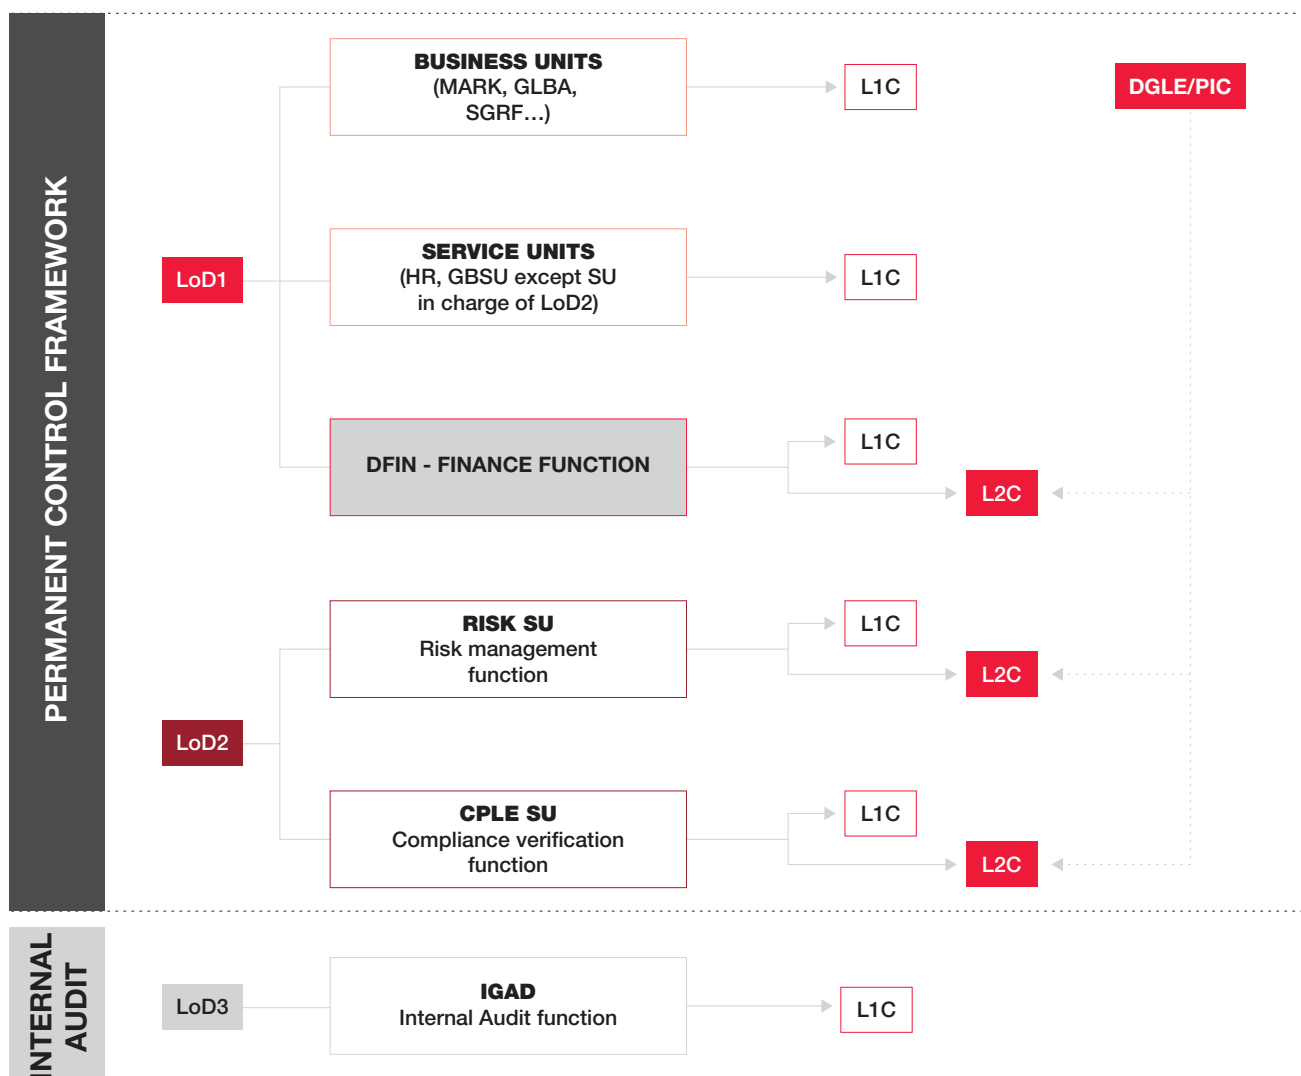 PERMANENT CONTROL FRAMEWORK
LoD1
BUSINESS UNITS
(MARK, GLBA,
SGRF…)
L1C
DGLE/PIC
SERVICE UNITS
(HR, GBSU except SU
in charge of LoD2)
L1C
DFIN - FINANCE FUNCTION
L1C
L2C
LoD2
RISK SU
Risk management
function
L1C
L2C
CPLE SU
Compliance verification
function
L1C
L2C
INTERNAL
AUDIT
LoD3
IGAD
Internal Audit function
L1C